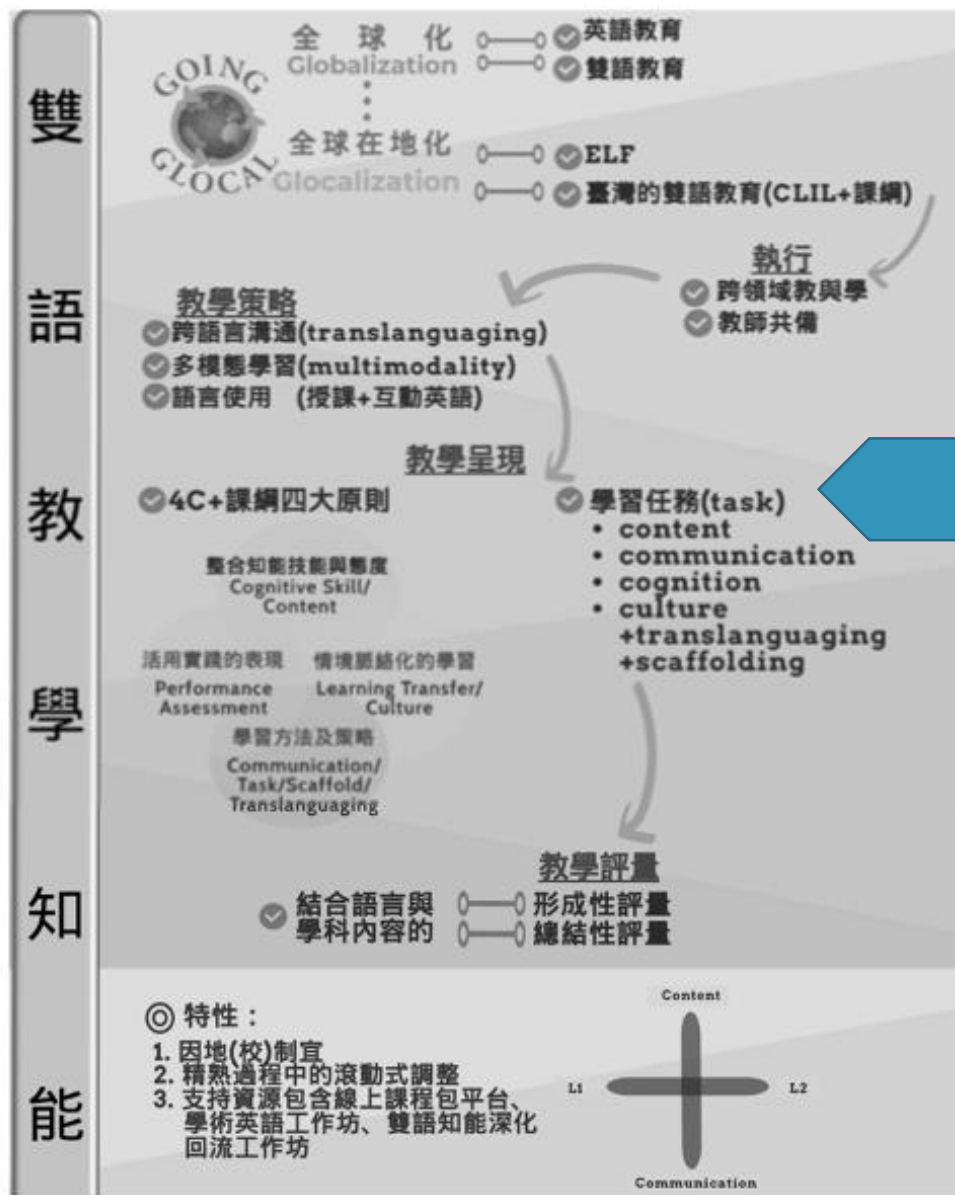 雙語教學知能
GOING GLOCAL
全球化
Globalization
英語教育
雙語教育
全球在地化
Glocalization
ELF
臺灣的雙語教育(CLIL+課綱)
執行
跨領域教與學
教師共備
教學策略
跨語言溝通(translanguaging)
多模態學習(multimodality)
語言使用 (授課+互動英語)
教學呈現
4C+課綱四大原則
整合知能技能與態度
Cognitive Skill/
Content
活用實踐的表現
Performance
Assessment
情境脈絡化的學習
Learning Transfer/
Culture
學習方法及策略
Communication/
Task/Scaffold/
Translanguaging
學習任務(task)
• content
• communication
• cognition
• culture
+translanguaging
+scaffolding
教學評量
結合語言與
學科內容的
形成性評量
總結性評量
◎ 特性：
1. 因地(校)制宜
2. 精熟過程中的滾動式調整
3. 支持資源包含線上課程包平台、
學術英語工作坊、雙語知能深化
回流工作坊
Content
L1
L2
Communication